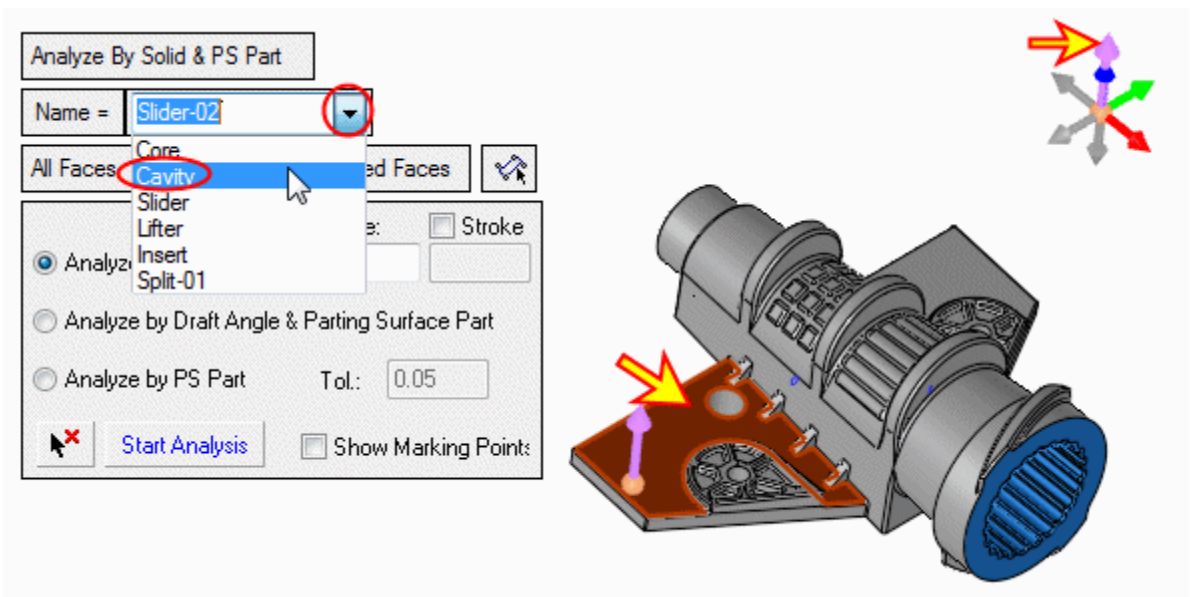 Analyze By Solid & PS Part
Name = Slider-02
Core
All Faces Cavity ed Faces
Slider
Lifter e: Stroke
Insert
Analyz
Split-01
Analyze by Draft Angle & Parting Surface Part
Analyze by PS Part Tol.: 0.05
Start Analysis Show Marking Points